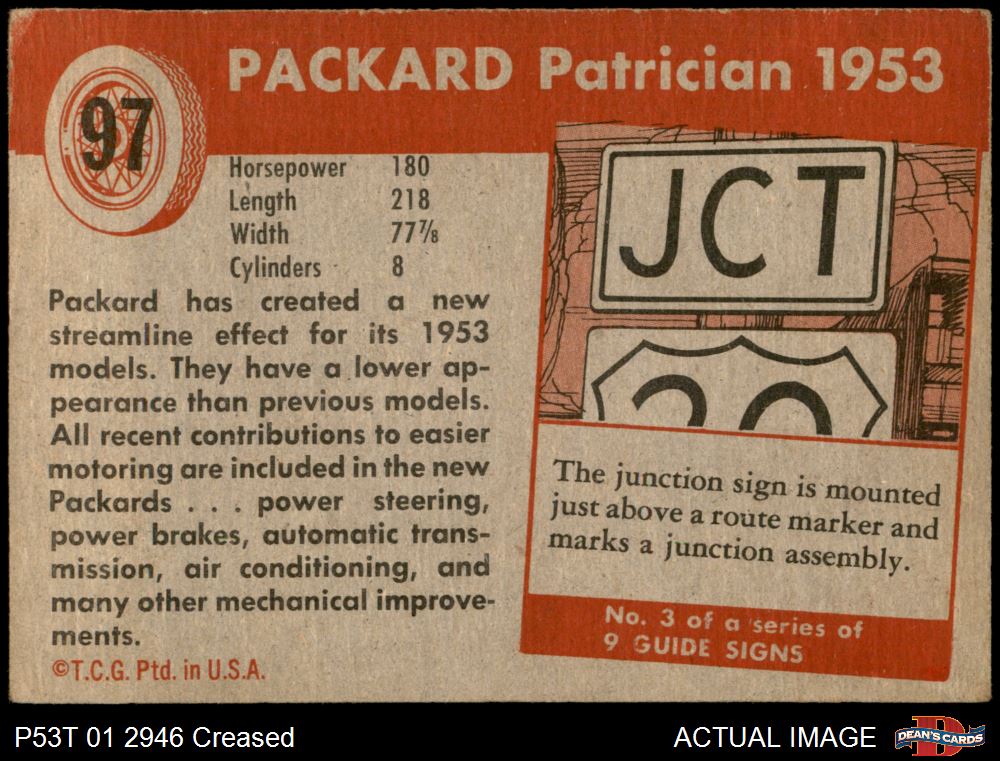 97
PACKARD Patrician 1953
Horsepower 180
Length 218
Width 77⅞
Cylinders 8
Packard has created a new
streamline effect for its 1953
models. They have a lower ap-
pearance than previous models.
All recent contributions to easier
motoring are included in the new
Packards . . . power steering,
power brakes, automatic trans-
mission, air conditioning, and
many other mechanical improve-
ments.
©T.C.G. Ptd. in U.S.A.
JCT
The junction sign is mounted
just above a route marker and
marks a junction assembly.
No. 3 of a series of
9 GUIDE SIGNS
P53T 01 2946 Creased
ACTUAL IMAGE
DEAN'S CARDS